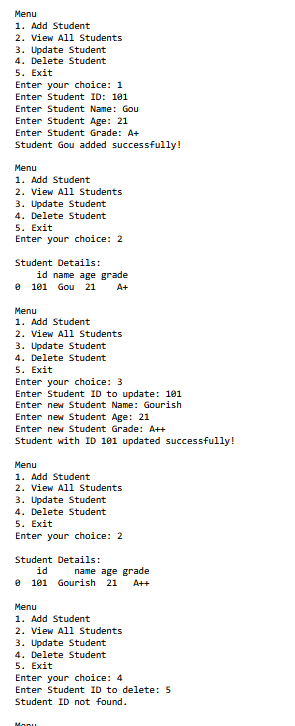 Menu
1. Add Student
2. View All Students
3. Update Student
4. Delete Student
5. Exit
Enter your choice: 1
Enter Student ID: 101
Enter Student Name: Gou
Enter Student Age: 21
Enter Student Grade: A+
Student Gou added successfully!
Menu
1. Add Student
2. View All Students
3. Update Student
4. Delete Student
5. Exit
Enter your choice: 2
Student Details:
id name age grade
0 101 Gou 21 A+
Menu
1. Add Student
2. View All Students
3. Update Student
4. Delete Student
5. Exit
Enter your choice: 3
Enter Student ID to update: 101
Enter new Student Name: Gourish
Enter new Student Age: 21
Enter new Student Grade: A++
Student with ID 101 updated successfully!
Menu
1. Add Student
2. View All Students
3. Update Student
4. Delete Student
5. Exit
Enter your choice: 2
Student Details:
id name age grade
0 101 Gourish 21 A++
Menu
1. Add Student
2. View All Students
3. Update Student
4. Delete Student
5. Exit
Enter your choice: 4
Enter Student ID to delete: 5
Student ID not found.
Menu